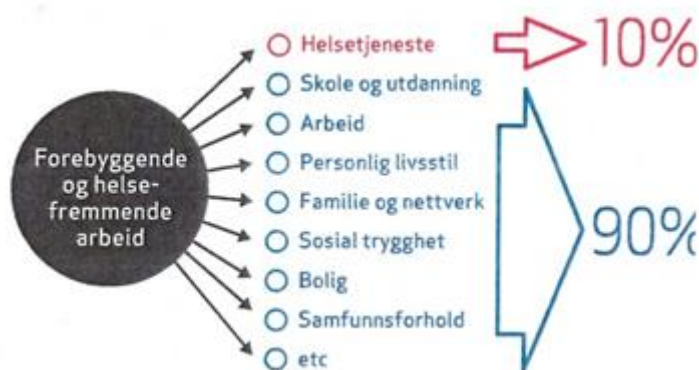 Forebyggende
og helse-
fremmende
arbeid
Helsetjeneste
Skole og utdanning
Arbeid
Personlig livsstil
Familie og nettverk
Sosial trygghet
Bolig
Samfunnsforhold
etc
10%
90%